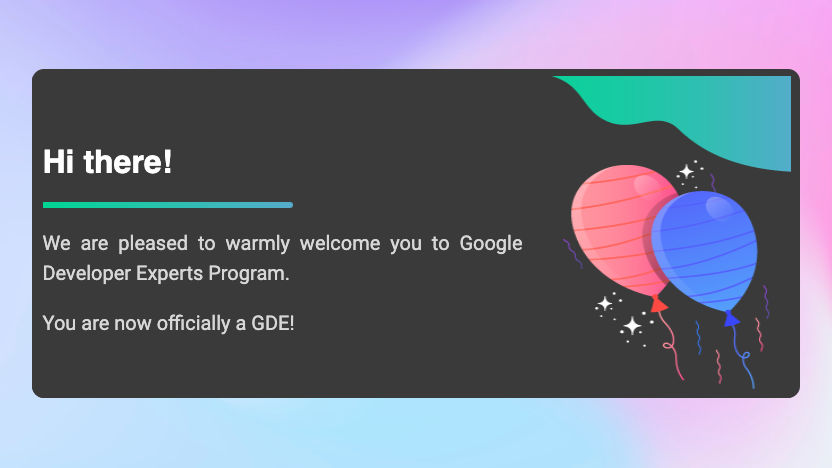 Hi there!
We are pleased to warmly welcome you to Google
Developer Experts Program.
You are now officially a GDE!